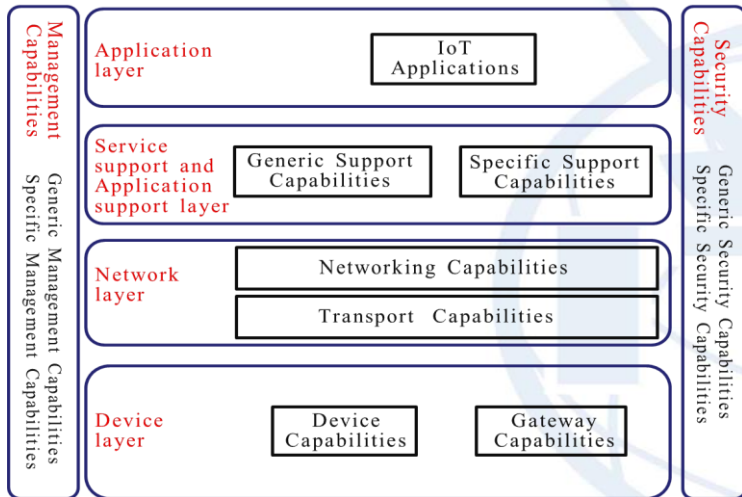 Management
Capabilities
Generic Management Capabilities
Specific Management Capabilities
Application
layer
IoT
Applications
Service
support and
Application
support layer
Generic Support
Capabilities
Specific Support
Capabilities
Network
layer
Networking Capabilities
Transport Capabilities
Device
layer
Device
Capabilities
Gateway
Capabilities
Security
Capabilities
Generic Security Capabilities
Specific Security Capabilities